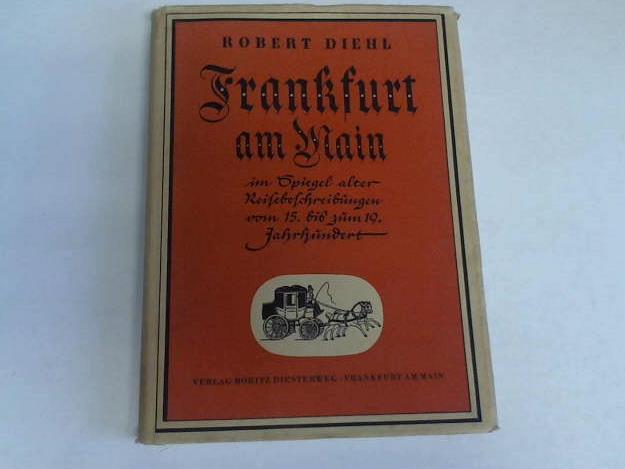 ROBERT DIEHL
Frankfurt
am Main
im Spiegel alter
Reisebeschreibungen
vom 15. bis zum 19.
Jahrhundert
VERLAG MORITZ DIESTERWEG · FRANKFURT AM MAIN